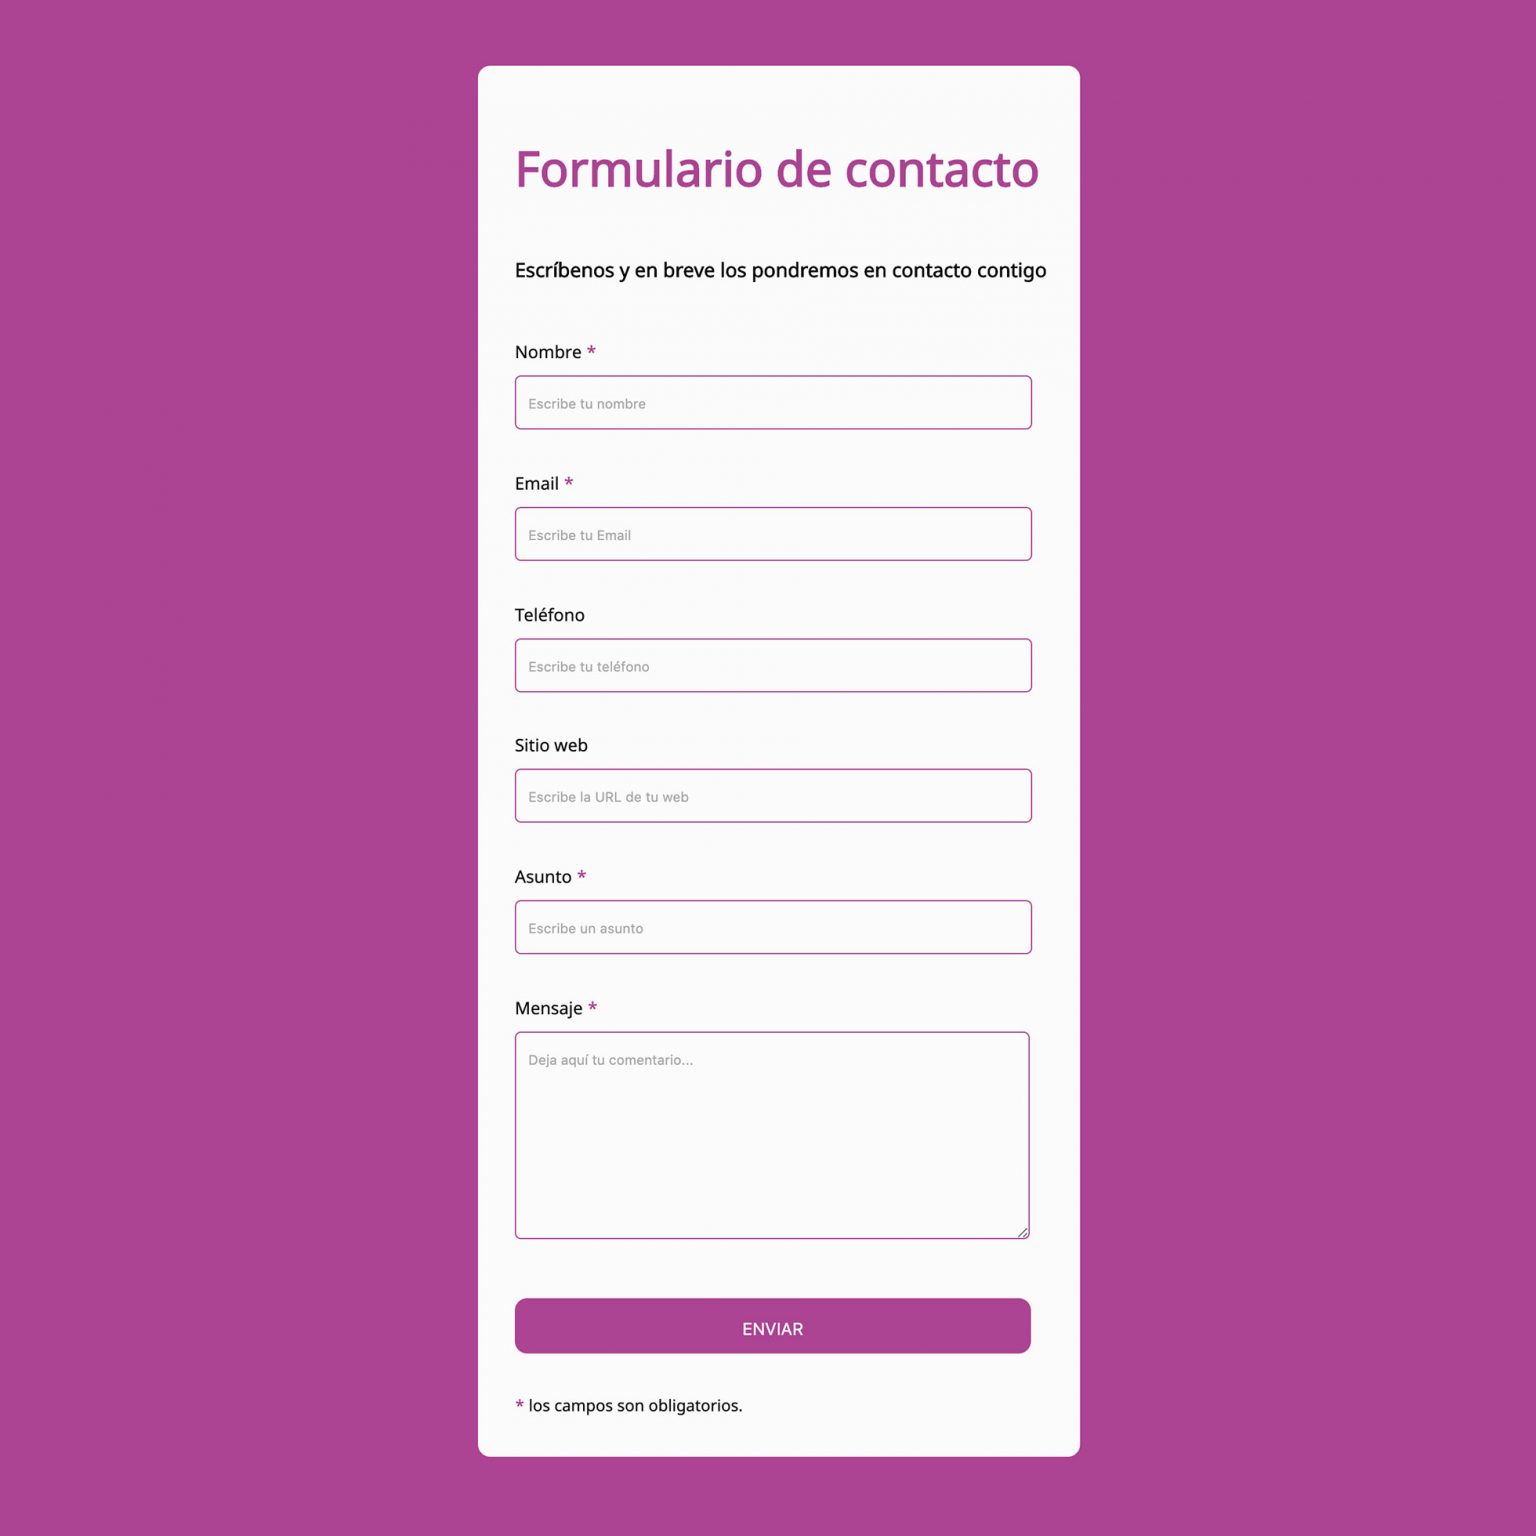 Formulario de contacto
Escríbenos y en breve los pondremos en contacto contigo
Nombre *
Escribe tu nombre
Email *
Escribe tu Email
Teléfono
Escribe tu teléfono
Sitio web
Escribe la URL de tu web
Asunto *
Escribe un asunto
Mensaje *
Deja aquí tu comentario...
ENVIAR
* los campos son obligatorios.